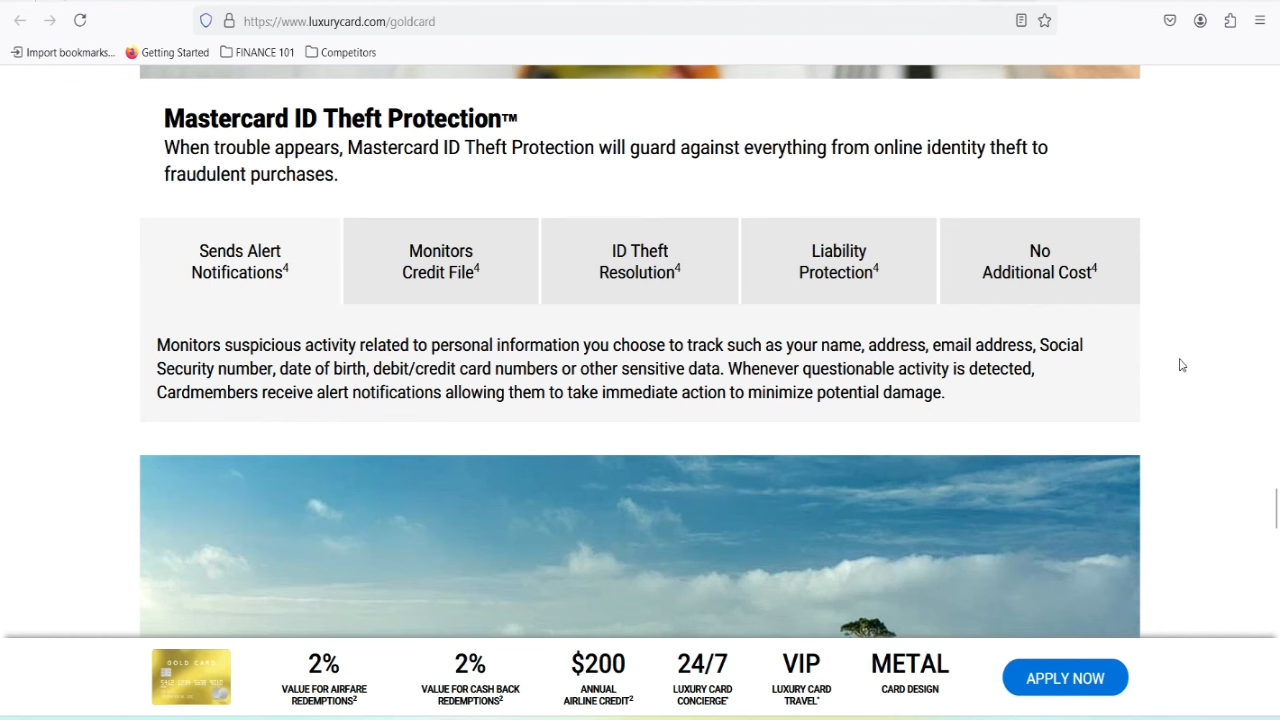 https://www.luxurycard.com/goldcard
Import bookmarks... Getting Started FINANCE 101 Competitors
Mastercard ID Theft Protection™
When trouble appears, Mastercard ID Theft Protection will guard against everything from online identity theft to
fraudulent purchases.
Sends Alert
Notifications⁴
Monitors
Credit File⁴
ID Theft
Resolution⁴
Liability
Protection⁴
No
Additional Cost⁴
Monitors suspicious activity related to personal information you choose to track such as your name, address, email address, Social
Security number, date of birth, debit/credit card numbers or other sensitive data. Whenever questionable activity is detected,
Cardmembers receive alert notifications allowing them to take immediate action to minimize potential damage.
GOLD CARD
2%
VALUE FOR AIRFARE
REDEMPTIONS²
2%
VALUE FOR CASH BACK
REDEMPTIONS²
$200
ANNUAL
AIRLINE CREDIT²
24/7
LUXURY CARD
CONCIERGE*
VIP
LUXURY CARD
TRAVEL*
METAL
CARD DESIGN
APPLY NOW